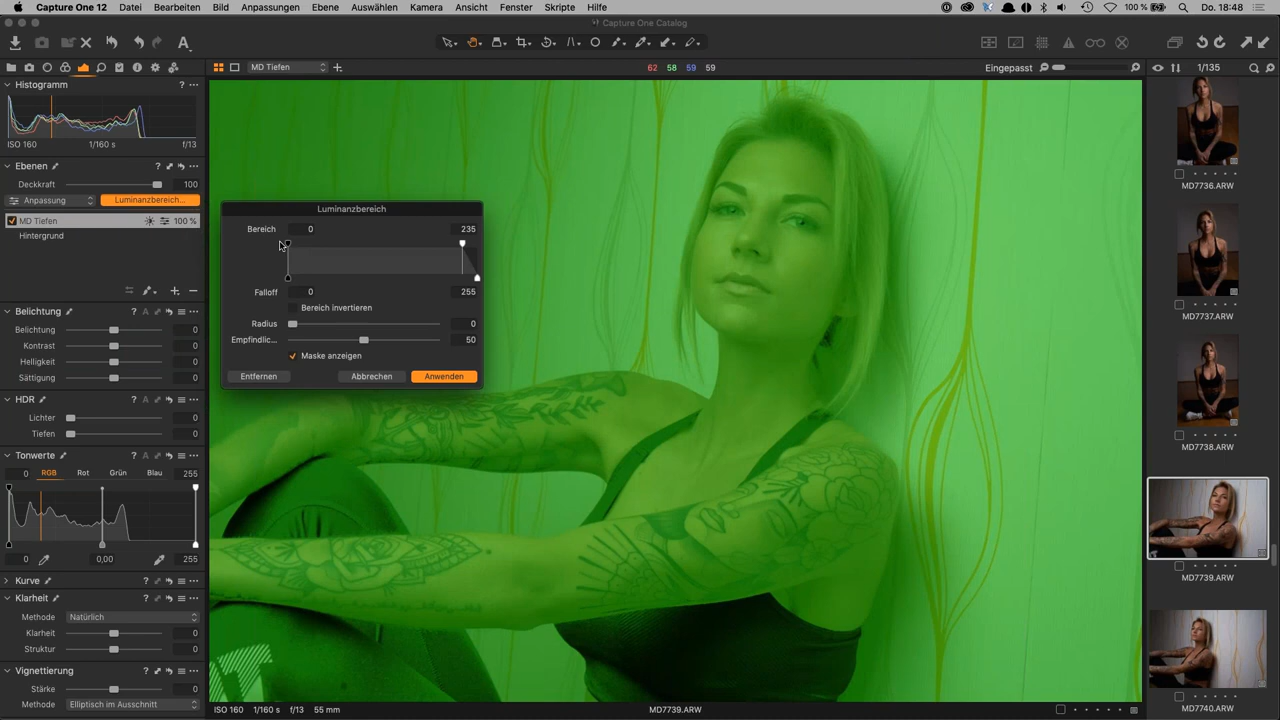 Capture One 12 Datei Bearbeiten Bild Anpassungen Ebene Auswählen Kamera Ansicht Fenster Skripte Hilfe 100 % Do. 18:48
Capture One Catalog
MD Tiefen 62 58 59 59 Eingepasst 1/135
Histogramm ? ...
ISO 160 1/160 s f/13
Ebenen ? ...
Deckkraft 100
Anpassung Luminanzbereich...
MD Tiefen 100 %
Hintergrund
Belichtung ? A ...
Belichtung 0
Kontrast 0
Helligkeit 0
Sättigung 0
HDR ? A ...
Lichter 0
Tiefen 0
Tonwerte ? A ...
0 RGB Rot Grün Blau 255
0 0,00 255
Kurve ? ...
Klarheit ? ...
Methode Natürlich
Klarheit 0
Struktur 0
Vignettierung ? ...
Stärke 0
Methode Elliptisch im Ausschnitt
Luminanzbereich
Bereich 0 235
Falloff 0 255
Bereich invertieren
Radius 0
Empfindlic... 50
Maske anzeigen
Entfernen Abbrechen Anwenden
ISO 160 1/160 s f/13 55 mm MD7739.ARW
MD7736.ARW
MD7737.ARW
MD7738.ARW
MD7739.ARW
MD7740.ARW